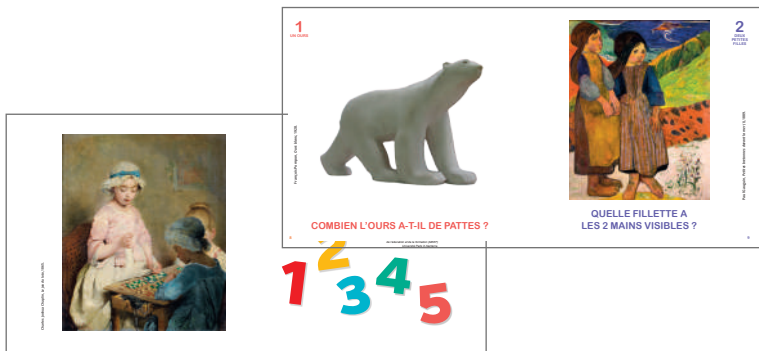 1
UN OURS
COMBIEN L'OURS A-T-IL DE PATTES ?
2
DEUX
PETITES
FILLES
QUELLE FILLETTE A
LES 2 MAINS VISIBLES ?
1
2
3
4
5